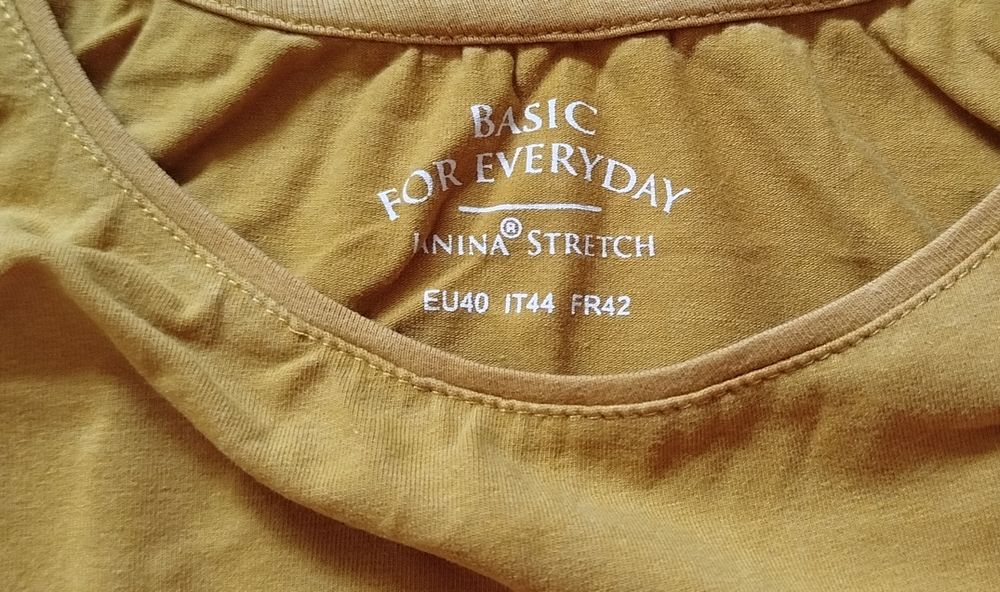 BASIC
FOR EVERYDAY
JANINA® STRETCH
EU40 IT44 FR42